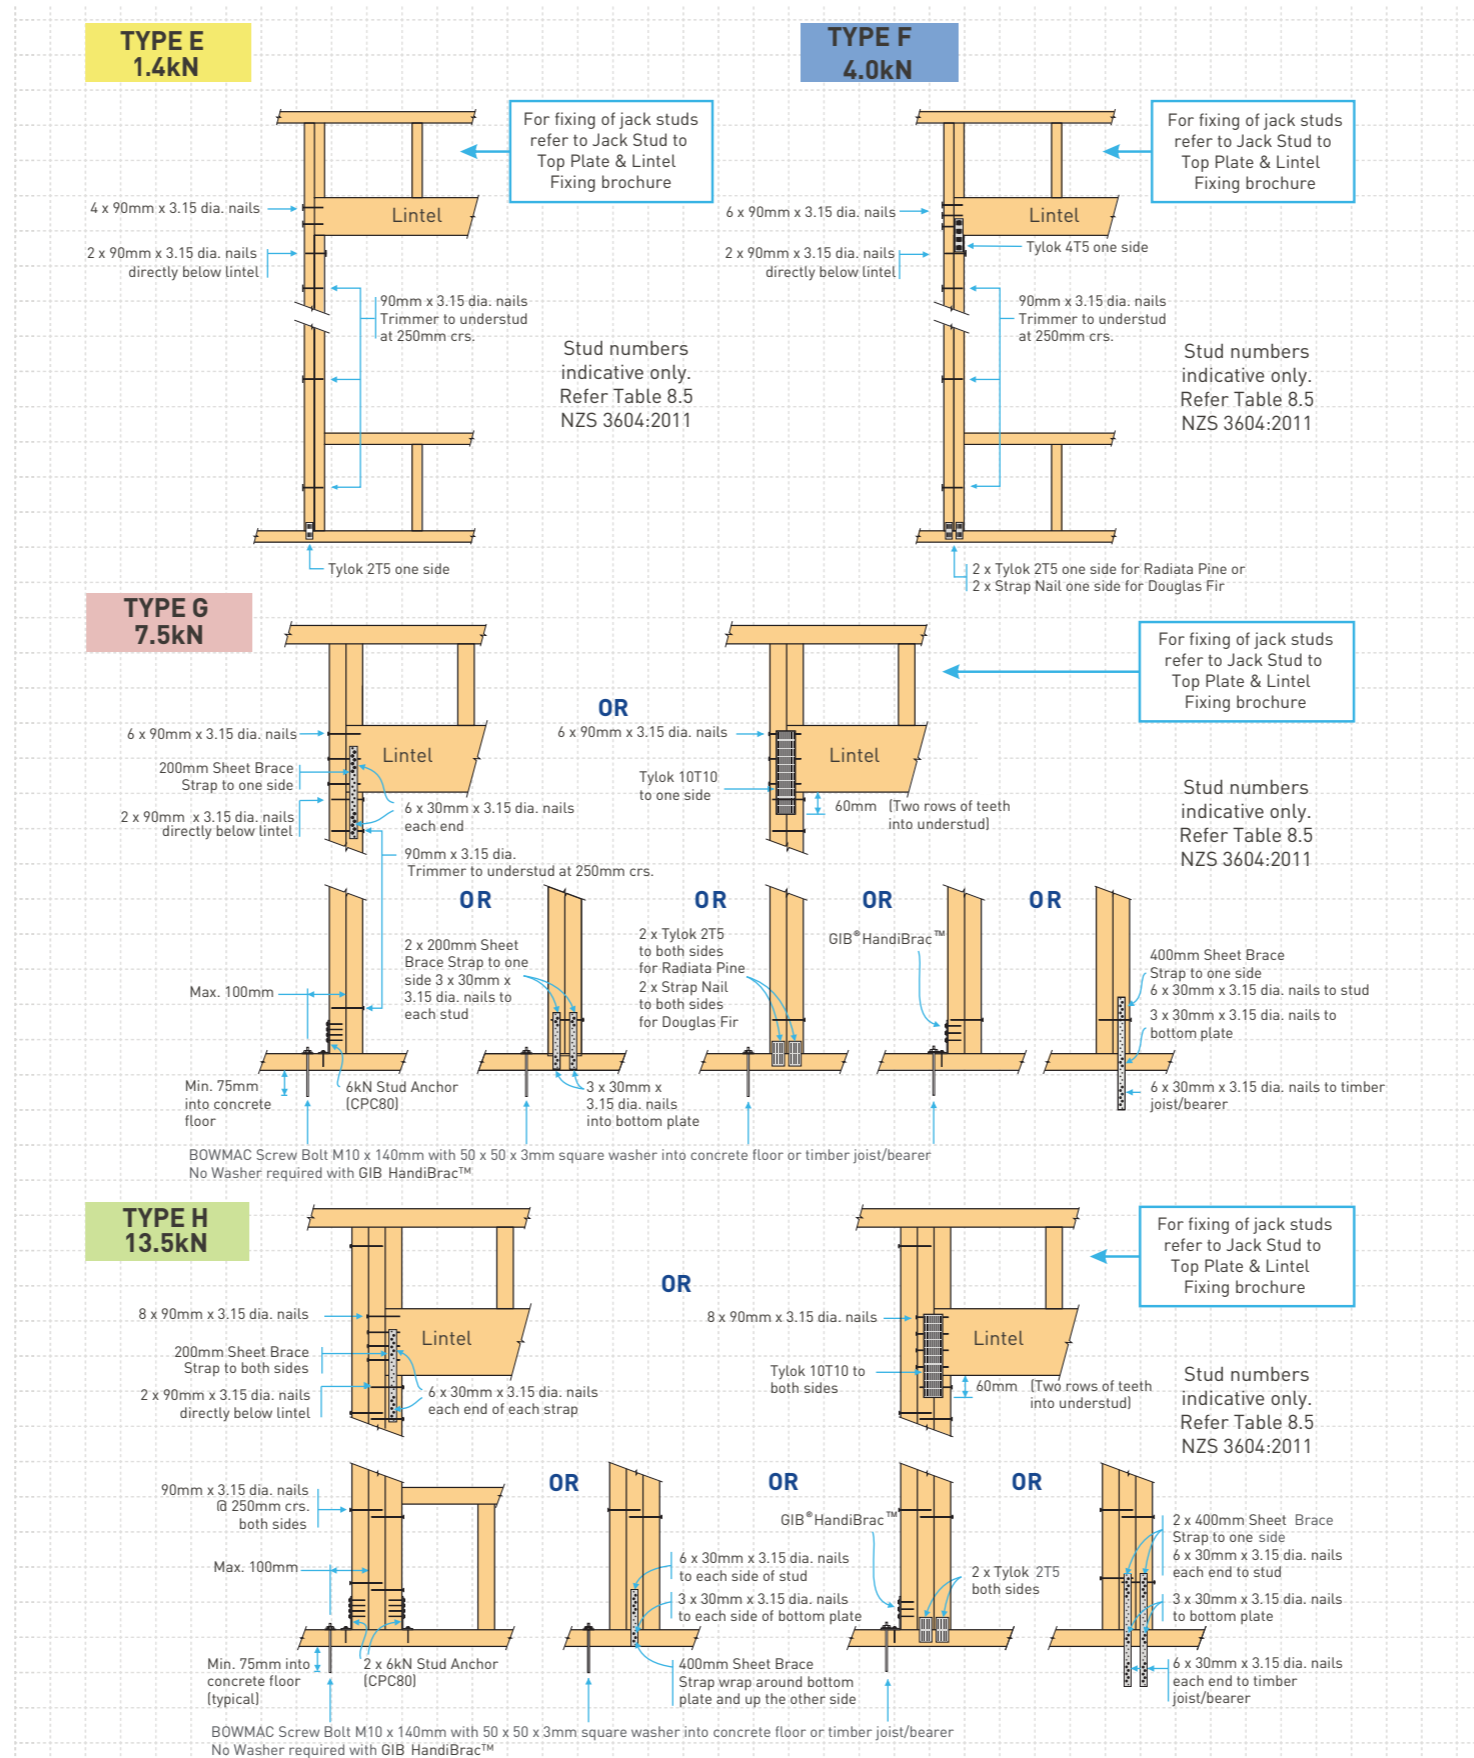 TYPE E
1.4kN
TYPE F
4.0kN
For fixing of jack studs
refer to Jack Stud to
Top Plate & Lintel
Fixing brochure
For fixing of jack studs
refer to Jack Stud to
Top Plate & Lintel
Fixing brochure
4 x 90mm x 3.15 dia. nails
Lintel
2 x 90mm x 3.15 dia. nails
directly below lintel
90mm x 3.15 dia. nails
Trimmer to understud
at 250mm crs.
Stud numbers
indicative only.
Refer Table 8.5
NZS 3604:2011
Tylok 2T5 one side
6 x 90mm x 3.15 dia. nails
Lintel
Tylok 4T5 one side
2 x 90mm x 3.15 dia. nails
directly below lintel
90mm x 3.15 dia. nails
Trimmer to understud
at 250mm crs.
Stud numbers
indicative only.
Refer Table 8.5
NZS 3604:2011
2 x Tylok 2T5 one side for Radiata Pine or
2 x Strap Nail one side for Douglas Fir
TYPE G
7.5kN
For fixing of jack studs
refer to Jack Stud to
Top Plate & Lintel
Fixing brochure
6 x 90mm x 3.15 dia. nails
Lintel
200mm Sheet Brace
Strap to one side
2 x 90mm x 3.15 dia. nails
directly below lintel
6 x 30mm x 3.15 dia. nails
each end
90mm x 3.15 dia.
Trimmer to understud at 250mm crs.
OR
6 x 90mm x 3.15 dia. nails
Lintel
Tylok 10T10
to one side
60mm (Two rows of teeth
into understud)
Stud numbers
indicative only.
Refer Table 8.5
NZS 3604:2011
Max. 100mm
Min. 75mm
into concrete
floor
6kN Stud Anchor
(CPC80)
OR
2 x 200mm Sheet
Brace Strap to one
side 3 x 30mm x
3.15 dia. nails to
each stud
3 x 30mm x
3.15 dia. nails
into bottom plate
OR
2 x Tylok 2T5
to both sides
for Radiata Pine
2 x Strap Nail
to both sides
for Douglas Fir
OR
GIB® HandiBrac™
OR
400mm Sheet Brace
Strap to one side
6 x 30mm x 3.15 dia. nails to stud
3 x 30mm x 3.15 dia. nails to
bottom plate
6 x 30mm x 3.15 dia. nails to timber
joist/bearer
BOWMAC Screw Bolt M10 x 140mm with 50 x 50 x 3mm square washer into concrete floor or timber joist/bearer
No Washer required with GIB HandiBrac™
TYPE H
13.5kN
For fixing of jack studs
refer to Jack Stud to
Top Plate & Lintel
Fixing brochure
8 x 90mm x 3.15 dia. nails
Lintel
200mm Sheet Brace
Strap to both sides
2 x 90mm x 3.15 dia. nails
directly below lintel
6 x 30mm x 3.15 dia. nails
each end of each strap
OR
8 x 90mm x 3.15 dia. nails
Lintel
Tylok 10T10 to
both sides
60mm (Two rows of teeth
into understud)
Stud numbers
indicative only.
Refer Table 8.5
NZS 3604:2011
90mm x 3.15 dia. nails
@ 250mm crs.
both sides
Max. 100mm
Min. 75mm into
concrete floor
(typical)
2 x 6kN Stud Anchor
(CPC80)
OR
6 x 30mm x 3.15 dia. nails
to each side of stud
3 x 30mm x 3.15 dia. nails
to each side of bottom plate
400mm Sheet Brace
Strap wrap around bottom
plate and up the other side
OR
GIB® HandiBrac™
2 x Tylok 2T5
both sides
OR
2 x 400mm Sheet Brace
Strap to one side
6 x 30mm x 3.15 dia. nails
each end to stud
3 x 30mm x 3.15 dia. nails
to bottom plate
6 x 30mm x 3.15 dia. nails
each end to timber
joist/bearer
BOWMAC Screw Bolt M10 x 140mm with 50 x 50 x 3mm square washer into concrete floor or timber joist/bearer
No Washer required with GIB HandiBrac™